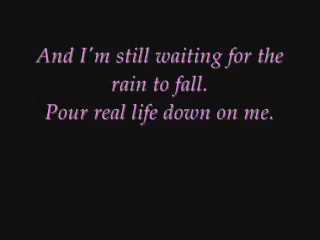 And I'm still waiting for the
rain to fall.
Pour real life down on me.